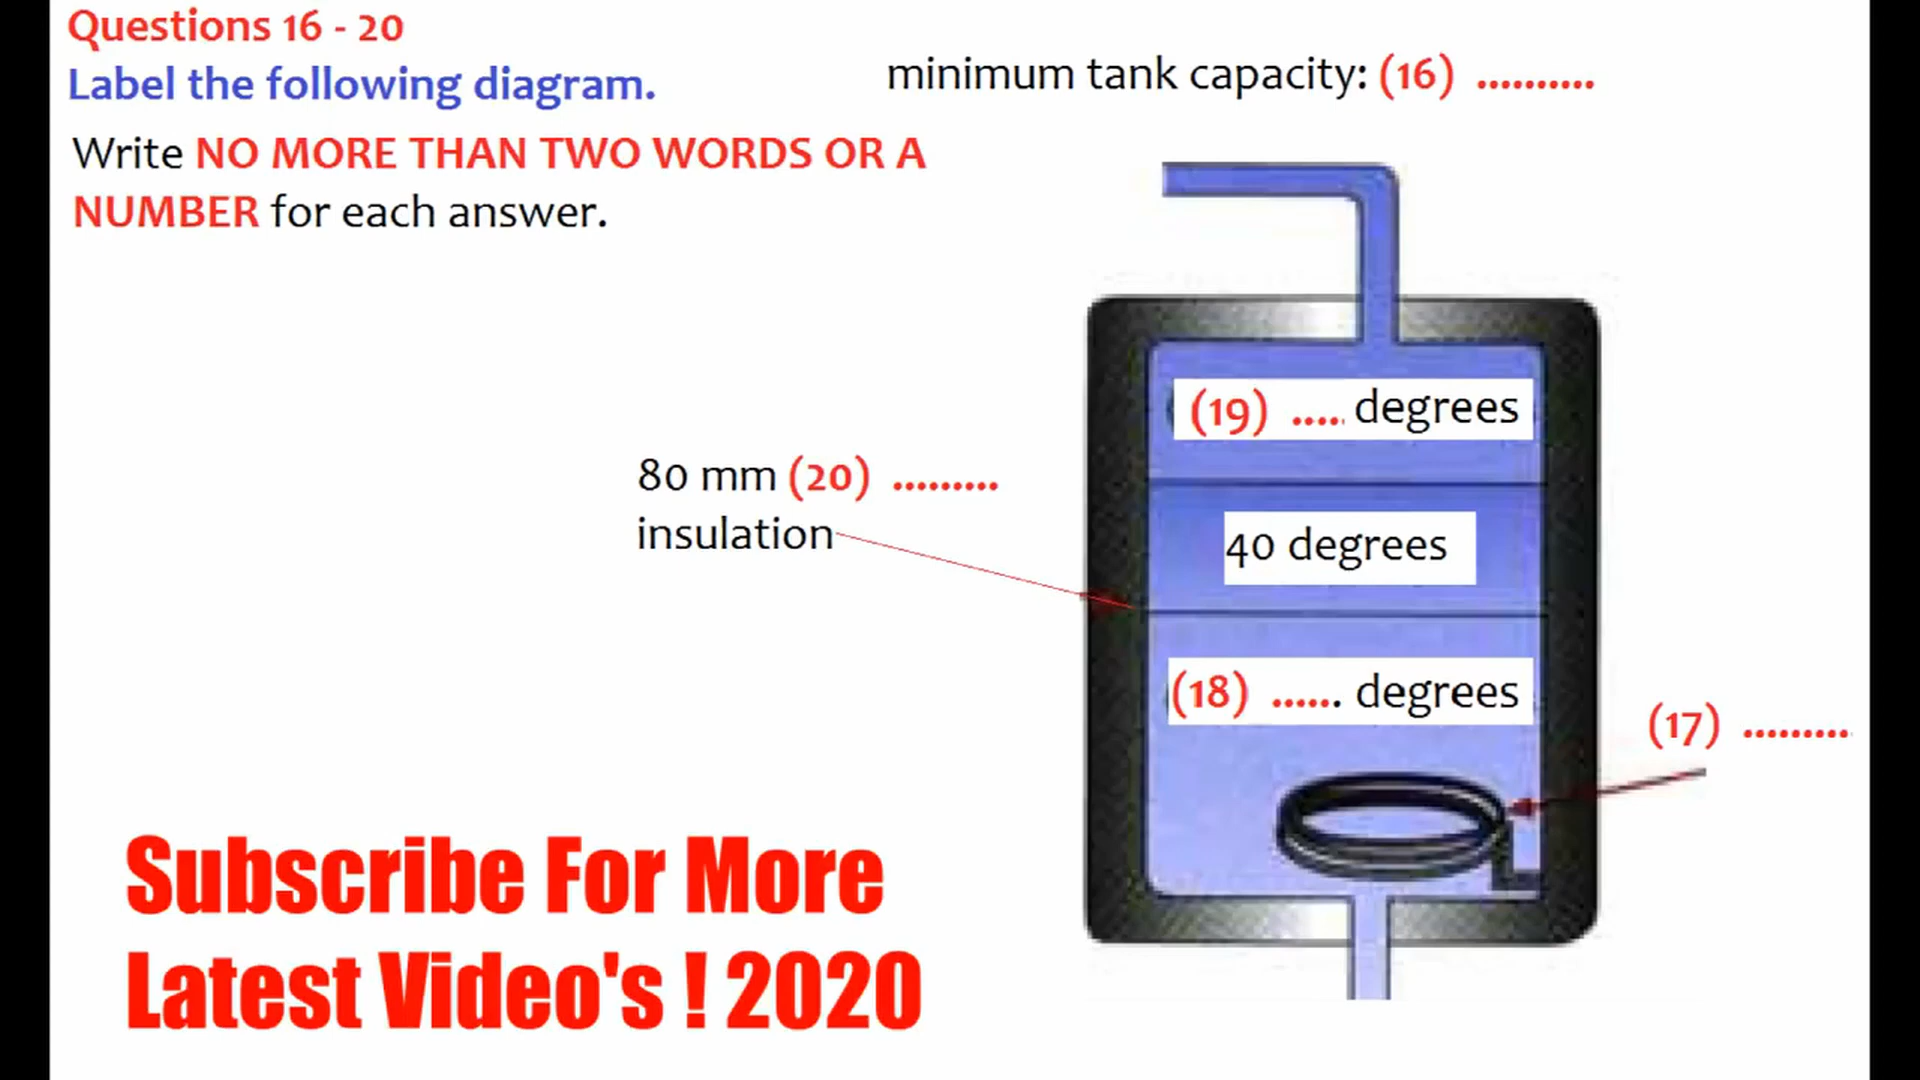 Questions 16 - 20
Label the following diagram.
minimum tank capacity: (16) ..........
Write NO MORE THAN TWO WORDS OR A
NUMBER for each answer.
(19) ..... degrees
80 mm (20) .........
insulation
40 degrees
(18) ...... degrees
(17) .........
Subscribe For More
Latest Video's ! 2020